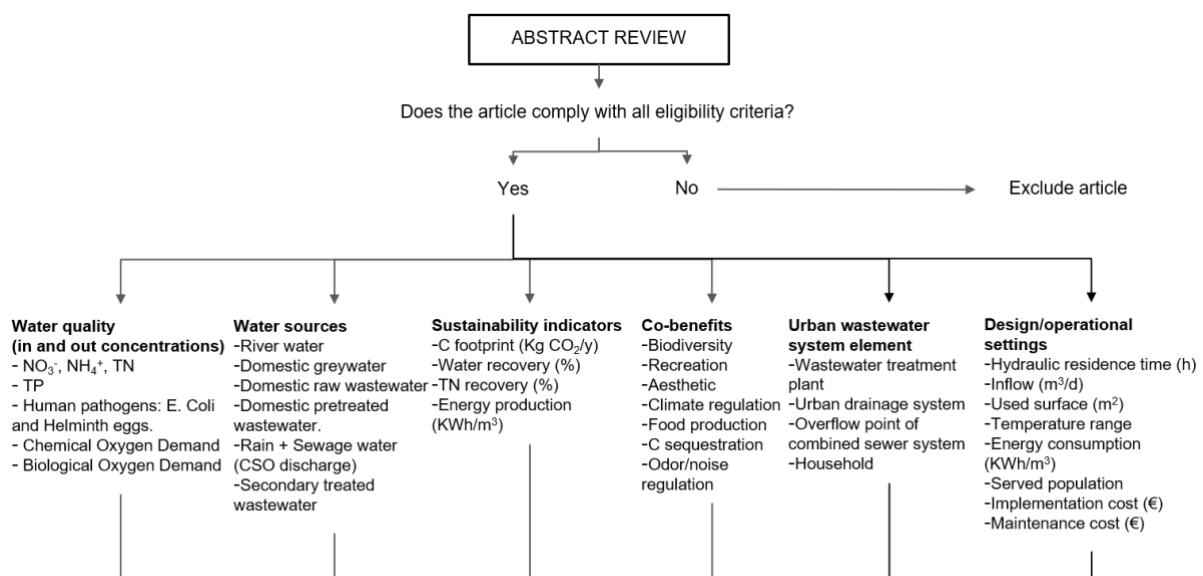 ABSTRACT REVIEW
Does the article comply with all eligibility criteria?
Yes
No
Exclude article
Water quality
(in and out concentrations)
- NO₃⁻, NH₄⁺, TN
- TP
- Human pathogens: E. Coli
and Helminth eggs.
- Chemical Oxygen Demand
- Biological Oxygen Demand
Water sources
-River water
-Domestic greywater
-Domestic raw wastewater
-Domestic pretreated
wastewater.
-Rain + Sewage water
(CSO discharge)
-Secondary treated
wastewater
Sustainability indicators
-C footprint (Kg CO₂/y)
-Water recovery (%)
-TN recovery (%)
-Energy production
(KWh/m³)
Co-benefits
-Biodiversity
-Recreation
-Aesthetic
-Climate regulation
-Food production
-C sequestration
-Odor/noise
regulation
Urban wastewater
system element
-Wastewater treatment
plant
-Urban drainage system
-Overflow point of
combined sewer system
-Household
Design/operational
settings
-Hydraulic residence time (h)
-Inflow (m³/d)
-Used surface (m²)
-Temperature range
-Energy consumption
(KWh/m³)
-Served population
-Implementation cost (€)
-Maintenance cost (€)